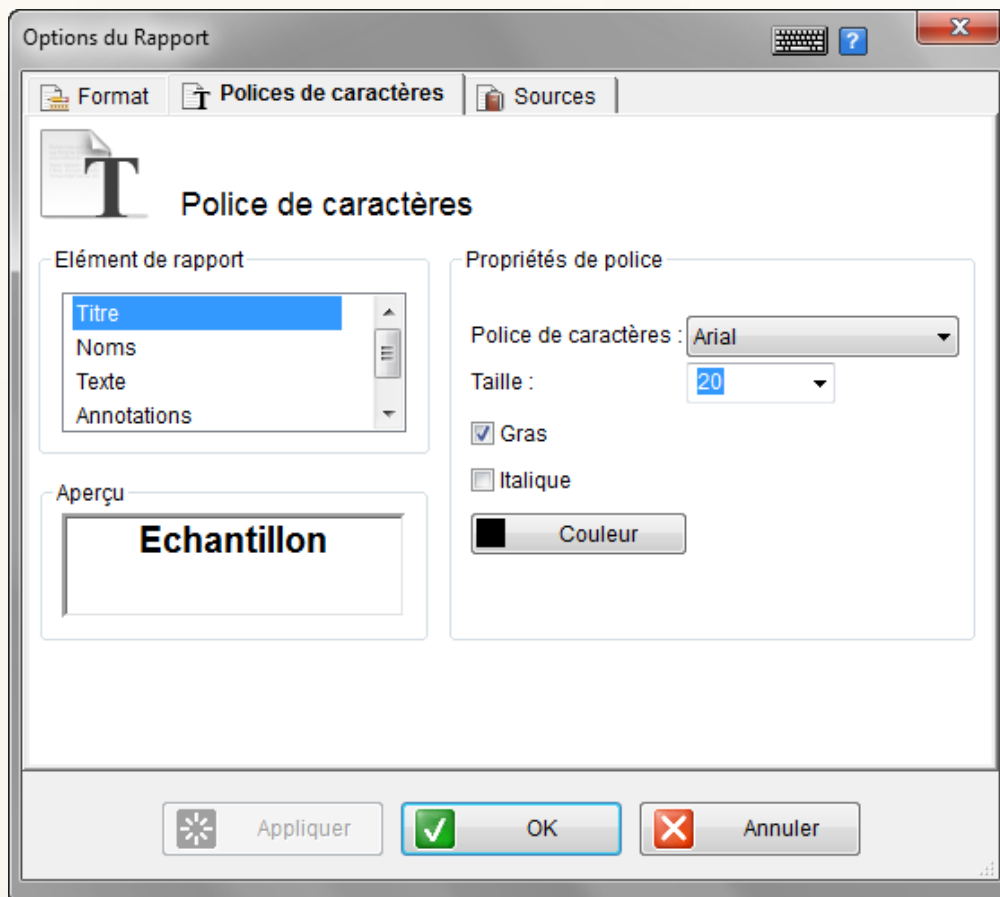 Options du Rapport
?
Format
Polices de caractères
Sources
T
Police de caractères
Elément de rapport
Titre
Noms
Texte
Annotations
Aperçu
Echantillon
Propriétés de police
Police de caractères : Arial
Taille : 20
Gras
Italique
Couleur
Appliquer
OK
Annuler